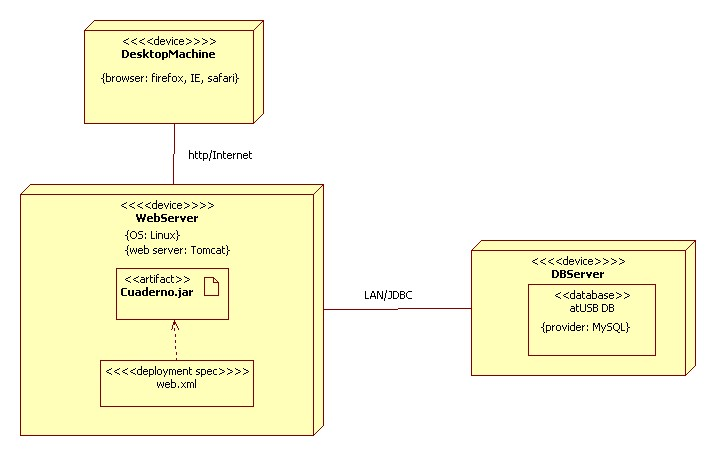 <<<<device>>>>
DesktopMachine
{browser: firefox, IE, safari}
http/Internet
<<<<device>>>>
WebServer
{OS: Linux}
{web server: Tomcat}
<<artifact>>
Cuaderno.jar
<<<<deployment spec>>>>
web.xml
LAN/JDBC
<<<<device>>>>
DBServer
<<database>>
atUSB DB
{provider: MySQL}